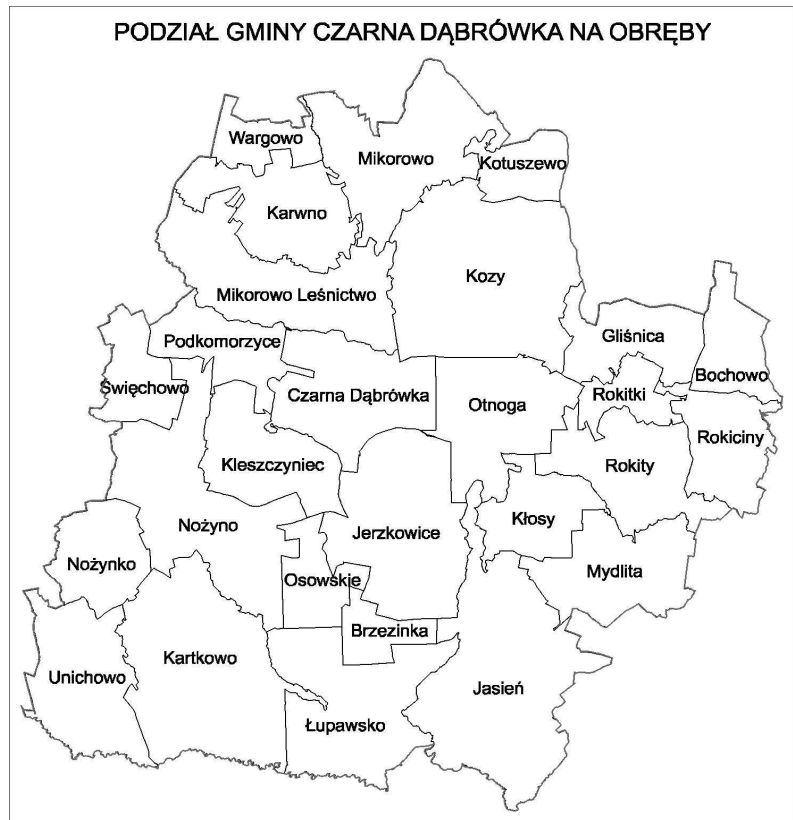 PODZIAŁ GMINY CZARNA DĄBRÓWKA NA OBRĘBY
Wargowo
Mikorowo
Kotuszewo
Karwno
Kozy
Mikorowo Leśnictwo
Podkomorzyce
Gliśnica
Bochowo
Święchowo
Czarna Dąbrówka
Otnoga
Rokitki
Rokiciny
Kleszczyniec
Rokity
Nożyno
Jerzkowice
Kłosy
Nożynko
Osowskie
Mydlita
Brzezinka
Kartkowo
Unichowo
Jasień
Łupawsko